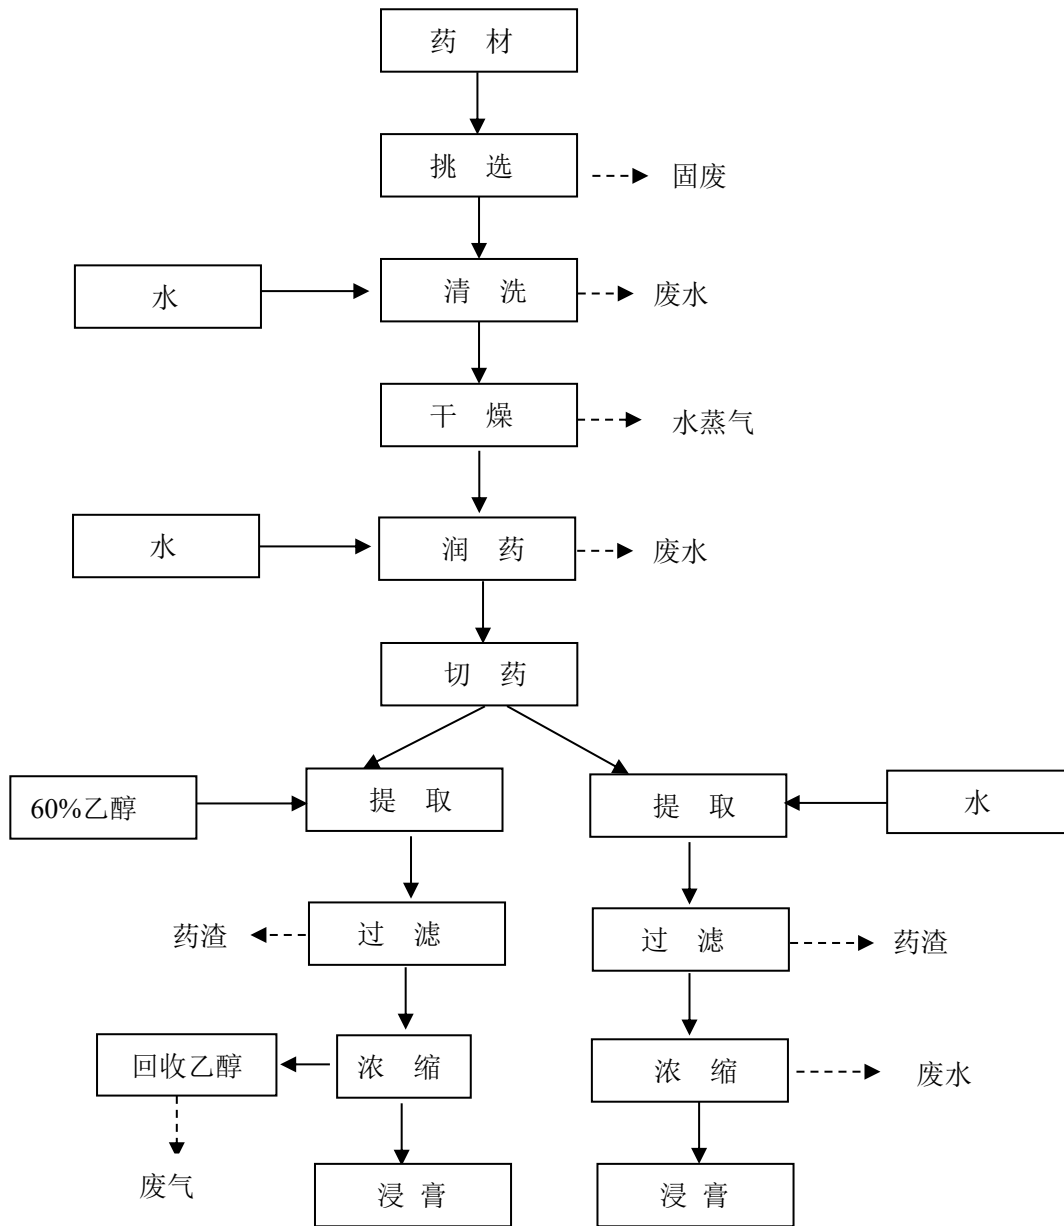 药 材
挑 选
固废
水
清 洗
废水
干 燥
水蒸气
水
润 药
废水
切 药
60%乙醇
提 取
提 取
水
药渣
过 滤
过 滤
药渣
回收乙醇
浓 缩
浓 缩
废水
废气
浸 膏
浸 膏